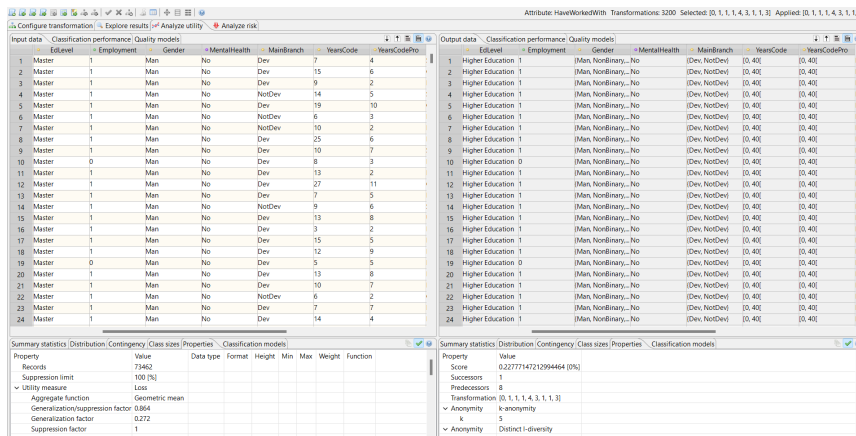 Attribute: HaveWorkedWith Transformations: 3200 Selected: [0, 1, 1, 1, 4, 3, 1, 1, 3] Applied: [0, 1, 1, 1, 4, 3, 1, 1,
Configure transformation Explore results Analyze utility Analyze risk
Input data Classification performance Quality models
EdLevel Employment Gender MentalHealth MainBranch YearsCode YearsCodePro
1 Master 1 Man No Dev 7 4
2 Master 1 Man No Dev 15 6
3 Master 1 Man No Dev 9 2
4 Master 1 Man No NotDev 14 5
5 Master 1 Man No Dev 19 10
6 Master 1 Man No NotDev 6 3
7 Master 1 Man No NotDev 10 2
8 Master 1 Man No Dev 25 6
9 Master 1 Man No Dev 10 7
10 Master 0 Man No Dev 8 3
11 Master 1 Man No Dev 13 2
12 Master 1 Man No Dev 27 11
13 Master 1 Man No Dev 7 5
14 Master 1 Man No NotDev 9 6
15 Master 1 Man No Dev 13 8
16 Master 1 Man No Dev 3 2
17 Master 1 Man No Dev 15 5
18 Master 1 Man No Dev 12 9
19 Master 0 Man No Dev 5 5
20 Master 1 Man No Dev 13 8
21 Master 1 Man No Dev 10 7
22 Master 1 Man No NotDev 6 2
23 Master 1 Man No Dev 7 7
24 Master 1 Man No Dev 14 4
Output data Classification performance Quality models
EdLevel Employment Gender MentalHealth MainBranch YearsCode YearsCodePro
1 Higher Education 1 {Man, NonBinary,... No {Dev, NotDev} [0, 40[ [0, 40[
2 Higher Education 1 {Man, NonBinary,... No {Dev, NotDev} [0, 40[ [0, 40[
3 Higher Education 1 {Man, NonBinary,... No {Dev, NotDev} [0, 40[ [0, 40[
4 Higher Education 1 {Man, NonBinary,... No {Dev, NotDev} [0, 40[ [0, 40[
5 Higher Education 1 {Man, NonBinary,... No {Dev, NotDev} [0, 40[ [0, 40[
6 Higher Education 1 {Man, NonBinary,... No {Dev, NotDev} [0, 40[ [0, 40[
7 Higher Education 1 {Man, NonBinary,... No {Dev, NotDev} [0, 40[ [0, 40[
8 Higher Education 1 {Man, NonBinary,... No {Dev, NotDev} [0, 40[ [0, 40[
9 Higher Education 1 {Man, NonBinary,... No {Dev, NotDev} [0, 40[ [0, 40[
10 Higher Education 0 {Man, NonBinary,... No {Dev, NotDev} [0, 40[ [0, 40[
11 Higher Education 1 {Man, NonBinary,... No {Dev, NotDev} [0, 40[ [0, 40[
12 Higher Education 1 {Man, NonBinary,... No {Dev, NotDev} [0, 40[ [0, 40[
13 Higher Education 1 {Man, NonBinary,... No {Dev, NotDev} [0, 40[ [0, 40[
14 Higher Education 1 {Man, NonBinary,... No {Dev, NotDev} [0, 40[ [0, 40[
15 Higher Education 1 {Man, NonBinary,... No {Dev, NotDev} [0, 40[ [0, 40[
16 Higher Education 1 {Man, NonBinary,... No {Dev, NotDev} [0, 40[ [0, 40[
17 Higher Education 1 {Man, NonBinary,... No {Dev, NotDev} [0, 40[ [0, 40[
18 Higher Education 1 {Man, NonBinary,... No {Dev, NotDev} [0, 40[ [0, 40[
19 Higher Education 0 {Man, NonBinary,... No {Dev, NotDev} [0, 40[ [0, 40[
20 Higher Education 1 {Man, NonBinary,... No {Dev, NotDev} [0, 40[ [0, 40[
21 Higher Education 1 {Man, NonBinary,... No {Dev, NotDev} [0, 40[ [0, 40[
22 Higher Education 1 {Man, NonBinary,... No {Dev, NotDev} [0, 40[ [0, 40[
23 Higher Education 1 {Man, NonBinary,... No {Dev, NotDev} [0, 40[ [0, 40[
24 Higher Education 1 {Man, NonBinary,... No {Dev, NotDev} [0, 40[ [0, 40[
Summary statistics Distribution Contingency Class sizes Properties Classification models
Property Value Data type Format Height Min Max Weight Function
Records 73462
Suppression limit 100 [%]
Utility measure Loss
Aggregate function Geometric mean
Generalization/suppression factor 0.864
Generalization factor 0.272
Suppression factor 1
Summary statistics Distribution Contingency Class sizes Properties Classification models
Property Value
Score 0.22777147212994464 [0%]
Successors 1
Predecessors 8
Transformation [0, 1, 1, 1, 4, 3, 1, 1, 3]
Anonymity k-anonymity
k 5
Anonymity Distinct l-diversity